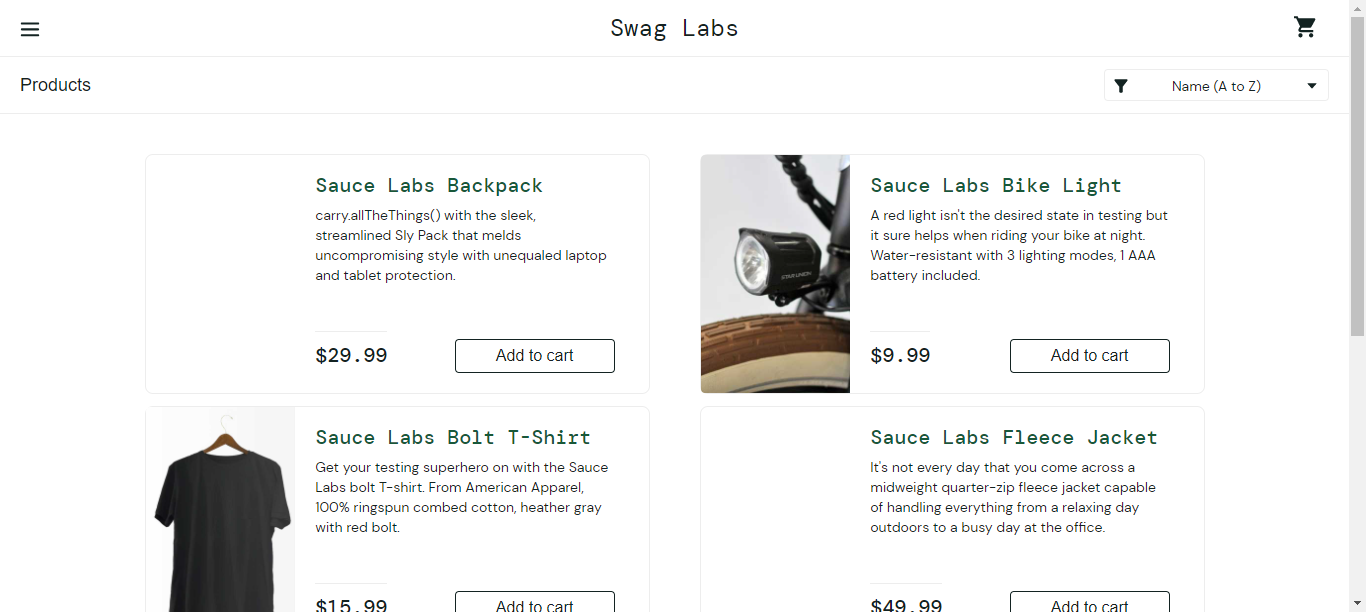 Swag Labs
Products
Name (A to Z)
Sauce Labs Backpack
carry.allTheThings() with the sleek,
streamlined Sly Pack that melds
uncompromising style with unequaled laptop
and tablet protection.
$29.99
Add to cart
Sauce Labs Bike Light
A red light isn't the desired state in testing but
it sure helps when riding your bike at night.
Water-resistant with 3 lighting modes, 1 AAA
battery included.
$9.99
Add to cart
STAR UNION
Sauce Labs Bolt T-Shirt
Get your testing superhero on with the Sauce
Labs bolt T-shirt. From American Apparel,
100% ringspun combed cotton, heather gray
with red bolt.
$15.99
Add to cart
Sauce Labs Fleece Jacket
It's not every day that you come across a
midweight quarter-zip fleece jacket capable
of handling everything from a relaxing day
outdoors to a busy day at the office.
$49.99
Add to cart